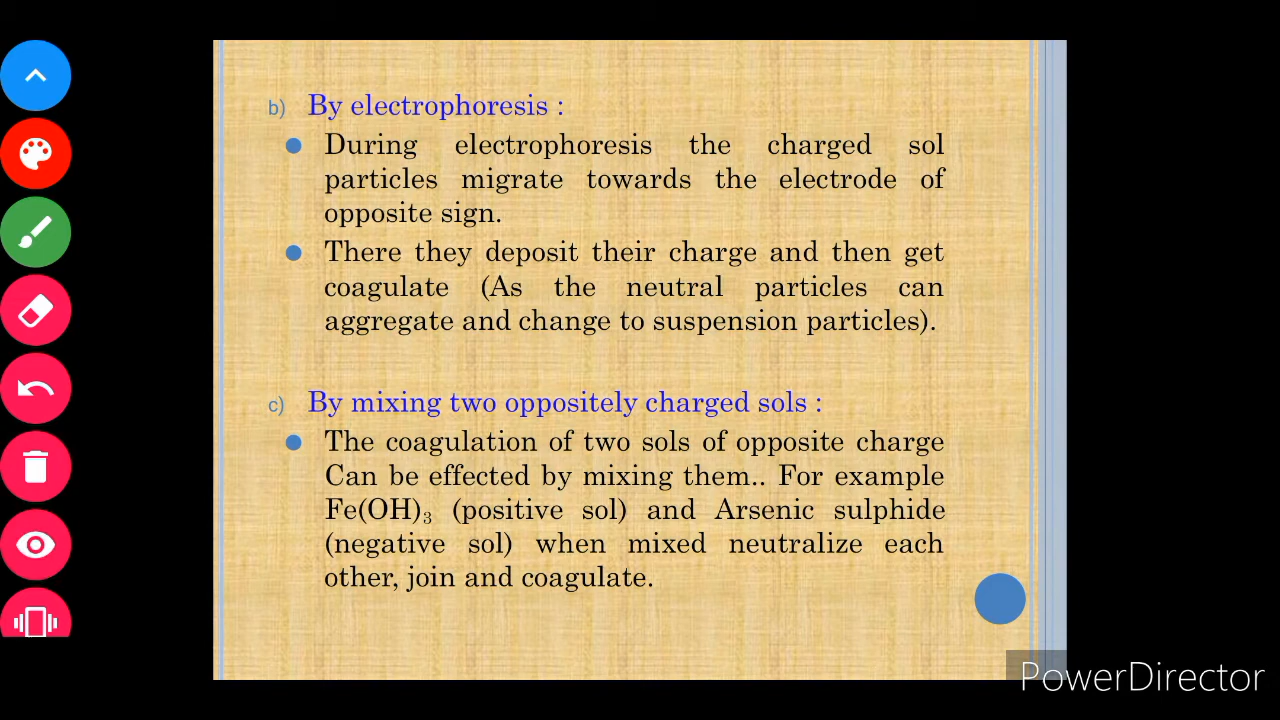 b) By electrophoresis :
During electrophoresis the charged sol
particles migrate towards the electrode of
opposite sign.
There they deposit their charge and then get
coagulate (As the neutral particles can
aggregate and change to suspension particles).
c) By mixing two oppositely charged sols :
The coagulation of two sols of opposite charge
Can be effected by mixing them.. For example
Fe(OH)₃ (positive sol) and Arsenic sulphide
(negative sol) when mixed neutralize each
other, join and coagulate.
PowerDirector